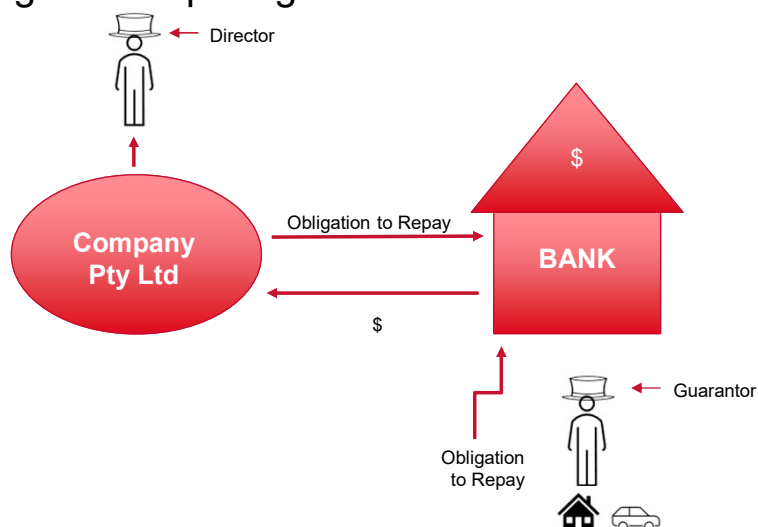 Director
$
Company
Pty Ltd
Obligation to Repay
BANK
$
Guarantor
Obligation
to Repay